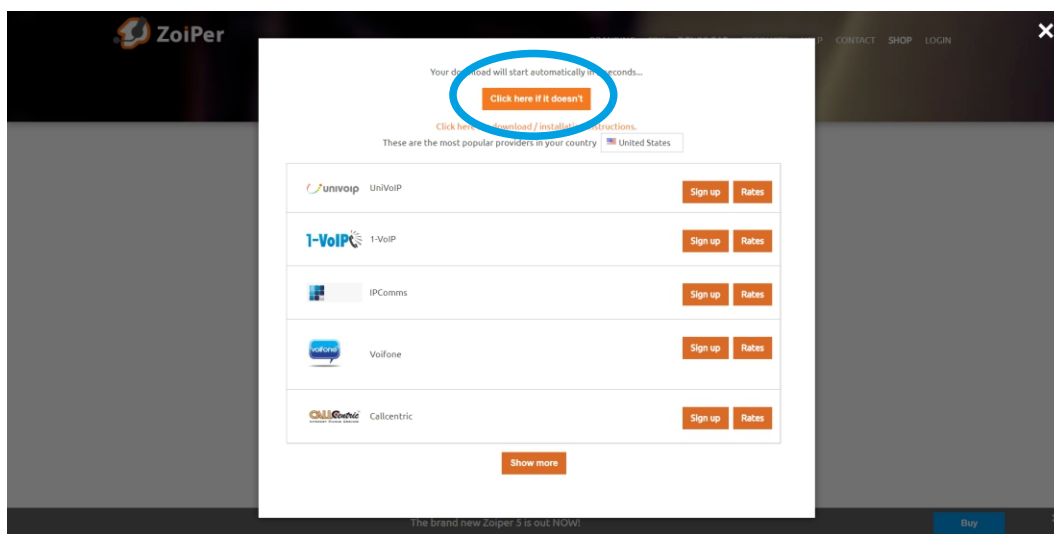 ZoiPer
CONTACT SHOP LOGIN
Your download will start automatically in seconds...
Click here if it doesn't
Click here download / installation instructions.
These are the most popular providers in your country United States
univoip UniVoIP Sign up Rates
1-VoIP 1-VoIP Sign up Rates
IPComms Sign up Rates
voifone Voifone Sign up Rates
CALLCentric Callcentric Sign up Rates
Show more
The brand new Zoiper 5 is out NOW!
Buy